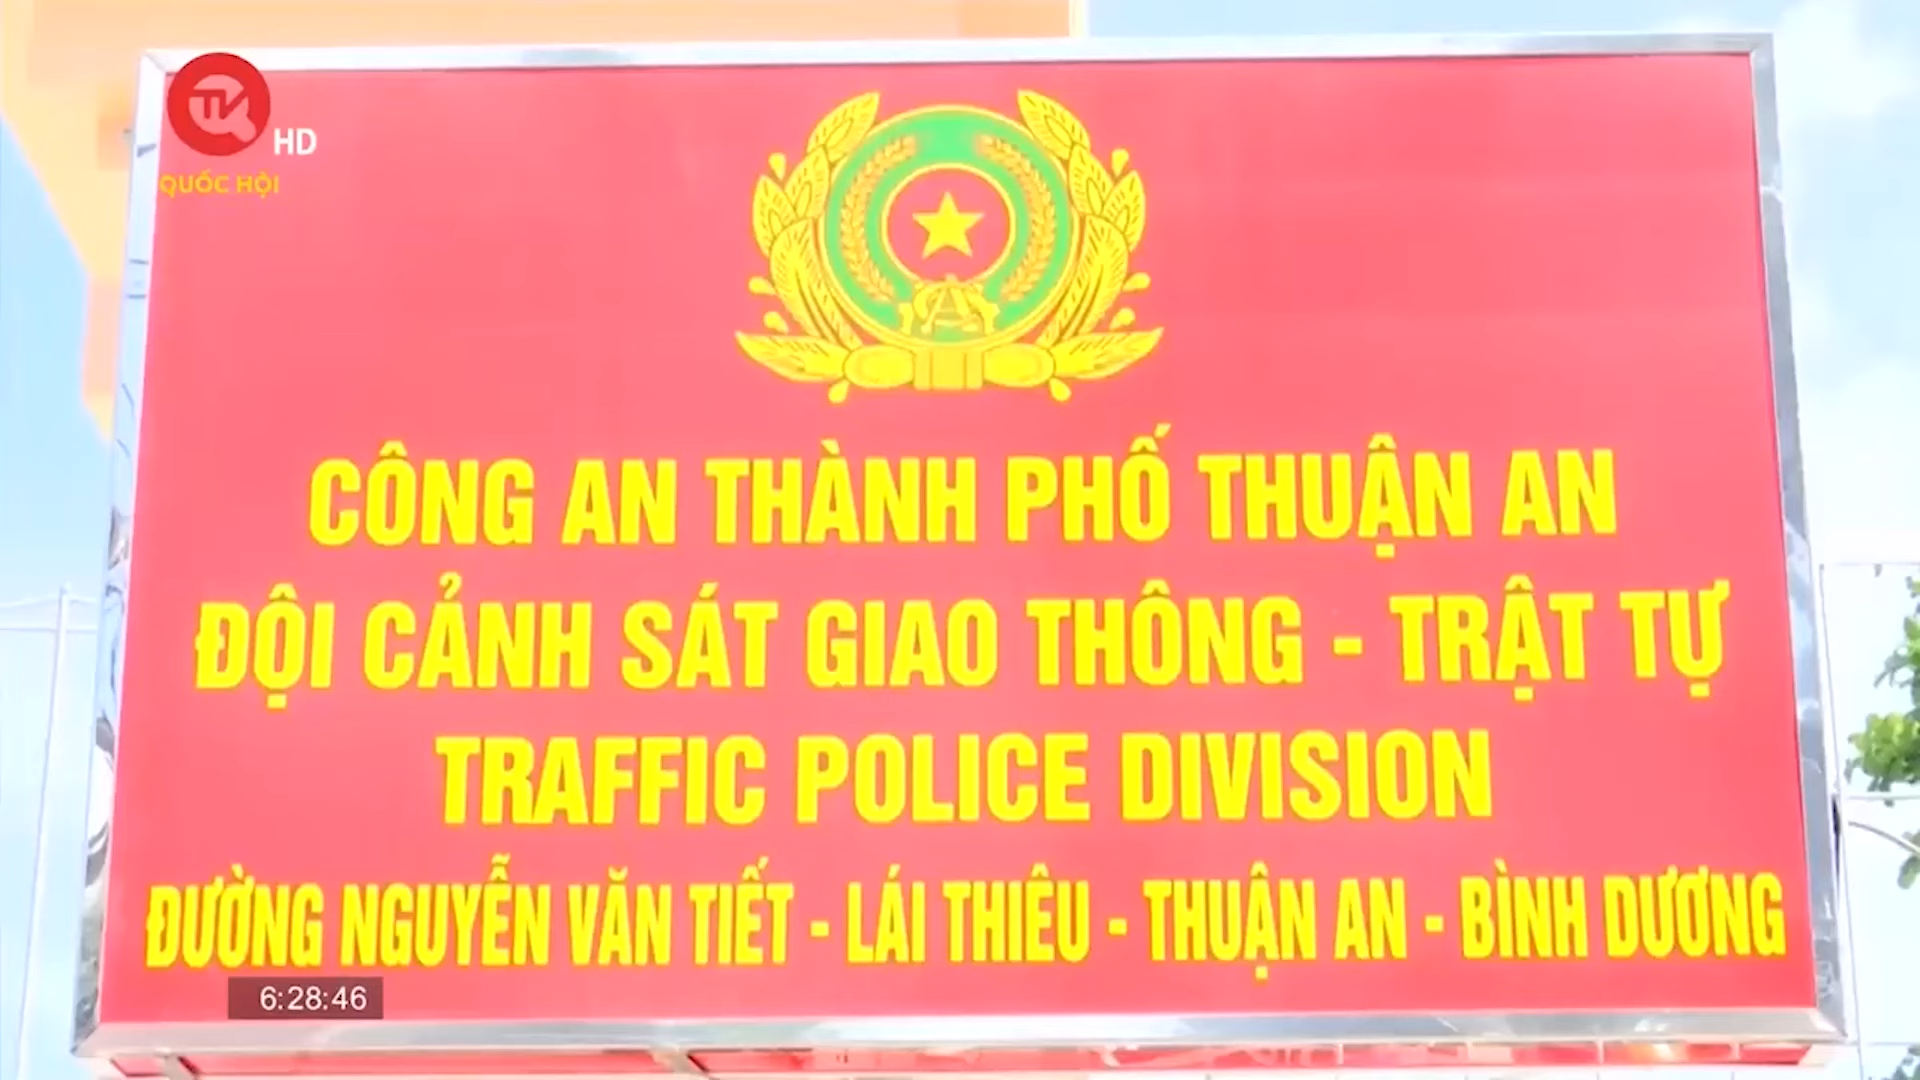 TV
HD
QUỐC HỘI
CÔNG AN THÀNH PHỐ THUẬN AN
ĐỘI CẢNH SÁT GIAO THÔNG - TRẬT TỰ
TRAFFIC POLICE DIVISION
ĐƯỜNG NGUYỄN VĂN TIẾT - LÁI THIÊU - THUẬN AN - BÌNH DƯƠNG
6:28:46